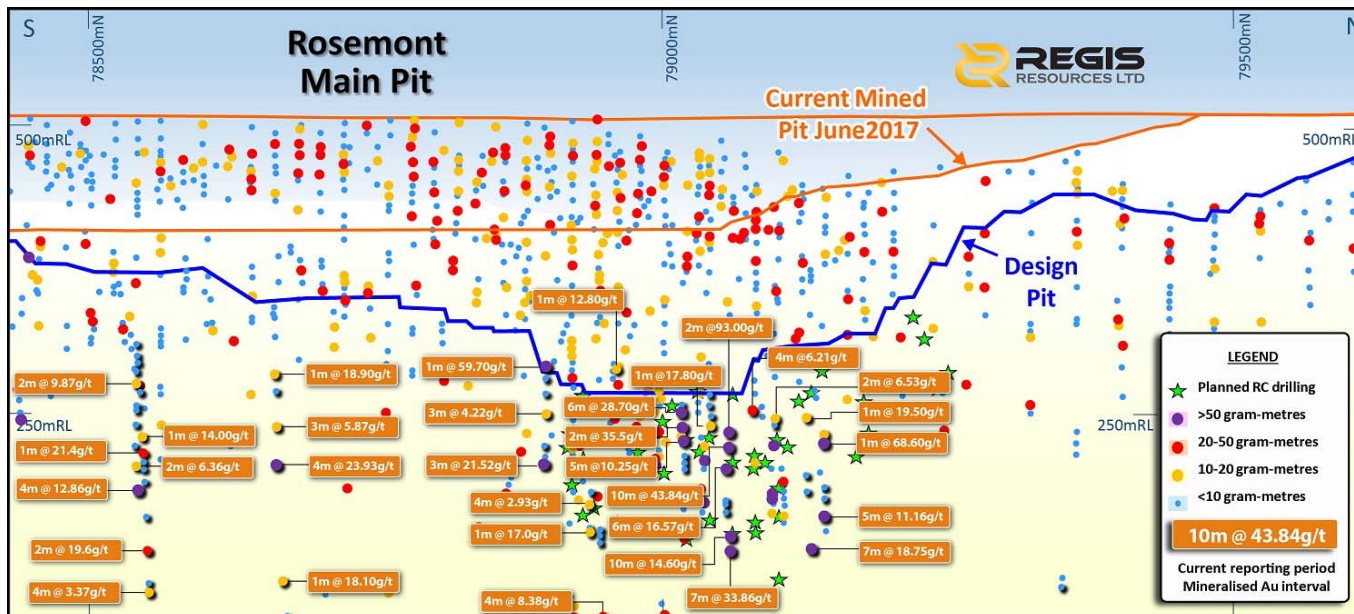 S
78500mN
79000mN
79500mN
N
Rosemont
Main Pit
REGIS
RESOURCES LTD
Current Mined
Pit June2017
500mRL
500mRL
Design
Pit
1m @ 12.80g/t
2m @93.00g/t
4m @6.21g/t
1m @ 59.70g/t
1m @17.80g/t
2m @ 9.87g/t
1m @ 18.90g/t
2m @ 6.53g/t
6m @ 28.70g/t
3m @ 4.22g/t
1m @ 19.50g/t
250mRL
250mRL
3m @ 5.87g/t
1m @ 14.00g/t
2m @ 35.5g/t
1m @ 68.60g/t
1m @ 21.4g/t
2m @ 6.36g/t
4m @ 23.93g/t
3m @ 21.52g/t
5m @10.25g/t
4m @ 12.86g/t
10m @ 43.84g/t
4m @ 2.93g/t
5m @ 11.16g/t
6m @ 16.57g/t
1m @ 17.0g/t
2m @ 19.6g/t
7m @ 18.75g/t
10m @ 14.60g/t
1m @ 18.10g/t
4m @ 3.37g/t
7m @ 33.86g/t
4m @ 8.38g/t
LEGEND
Planned RC drilling
>50 gram-metres
20-50 gram-metres
10-20 gram-metres
<10 gram-metres
10m @ 43.84g/t
Current reporting period
Mineralised Au interval